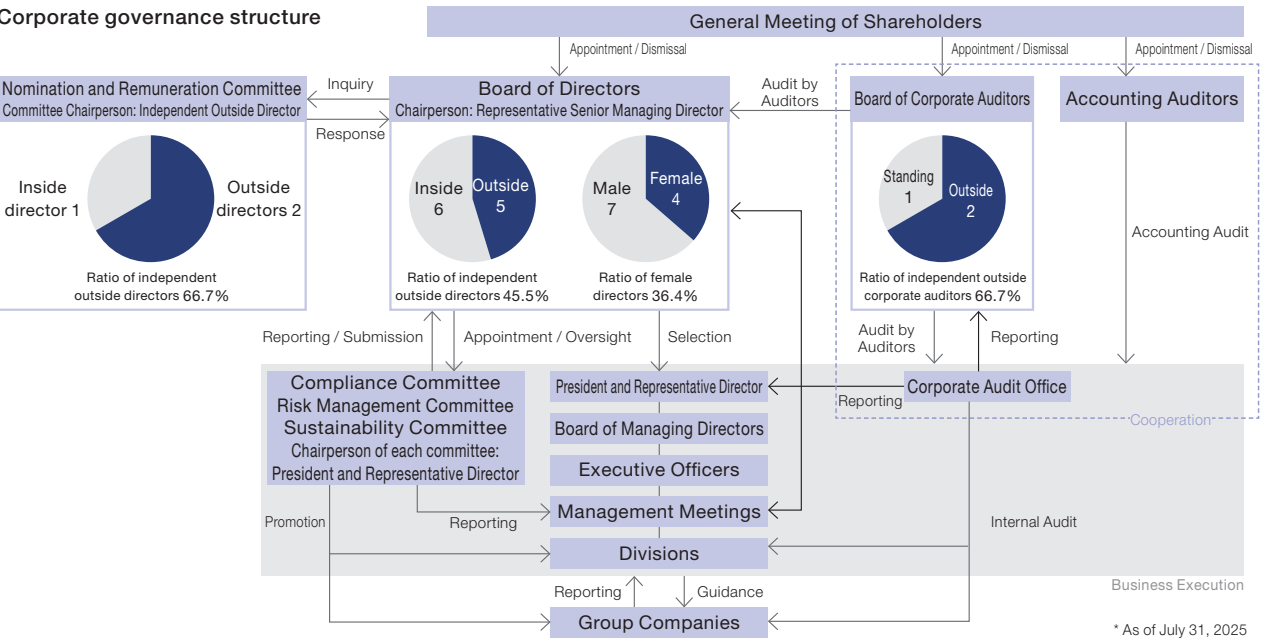 Corporate governance structure
General Meeting of Shareholders
Appointment / Dismissal
Appointment / Dismissal
Appointment / Dismissal
Nomination and Remuneration Committee
Committee Chairperson: Independent Outside Director
Inquiry
Response
Board of Directors
Chairperson: Representative Senior Managing Director
Audit by
Auditors
Board of Corporate Auditors
Accounting Auditors
Inside
director 1
Outside
directors 2
Ratio of independent
outside directors 66.7%
Inside
6
Outside
5
Ratio of independent
outside directors 45.5%
Male
7
Female
4
Ratio of female
directors 36.4%
Standing
1
Outside
2
Ratio of independent outside
corporate auditors 66.7%
Accounting Audit
Reporting / Submission
Appointment / Oversight
Selection
Audit by
Auditors
Reporting
Compliance Committee
Risk Management Committee
Sustainability Committee
Chairperson of each committee:
President and Representative Director
President and Representative Director
Reporting
Corporate Audit Office
Cooperation
Board of Managing Directors
Executive Officers
Management Meetings
Divisions
Promotion
Reporting
Internal Audit
Business Execution
Reporting
Guidance
Group Companies
* As of July 31, 2025